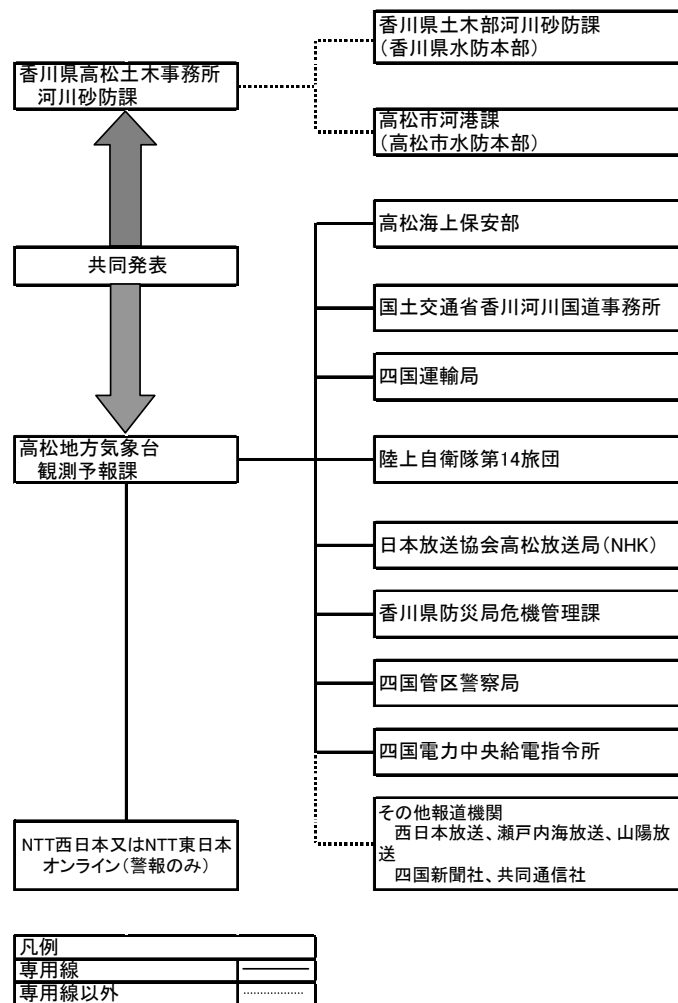 香川県土木部河川砂防課
(香川県水防本部)
香川県高松土木事務所
河川砂防課
高松市河港課
(高松市水防本部)
高松海上保安部
共同発表
国土交通省香川河川国道事務所
四国運輸局
高松地方気象台
観測予報課
陸上自衛隊第14旅団
日本放送協会高松放送局(NHK)
香川県防災局危機管理課
四国管区警察局
四国電力中央給電指令所
NTT西日本又はNTT東日本
オンライン(警報のみ)
その他報道機関
西日本放送、瀬戸内海放送、山陽放
送
四国新聞社、共同通信社
凡例
専用線
専用線以外